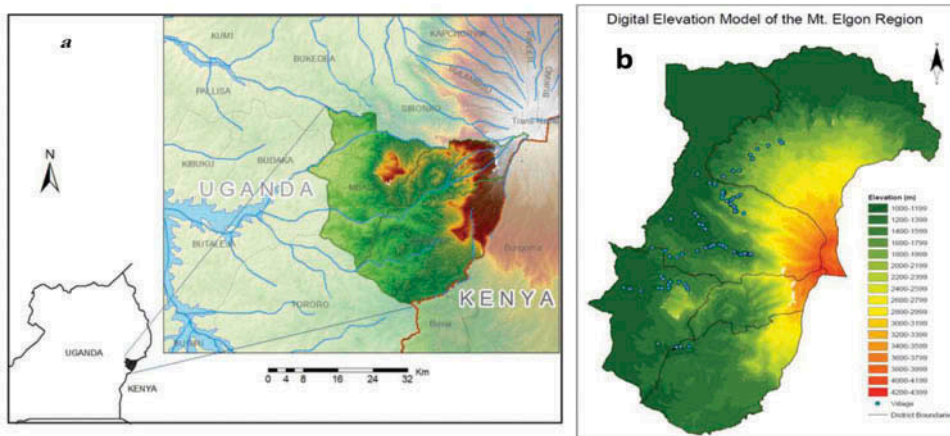 a
KUMI
BUKEDEA
KAPCHORWA
PALLISA
SIRONKO
KIBUKU
BUDAKA
UGANDA
BUTALEJA
Bungoma
KENYA
TORORO
N
UGANDA
KENYA
0 4 8 16 24 32 Km
Digital Elevation Model of the Mt. Elgon Region
b
Elevation (m)
1000-1199
1200-1399
1400-1599
1600-1799
1800-1999
2000-2199
2200-2399
2400-2599
2600-2799
2800-2999
3000-3199
3200-3399
3400-3599
3600-3799
3800-3999
4000-4199
4200-4399
Village
District Boundaries